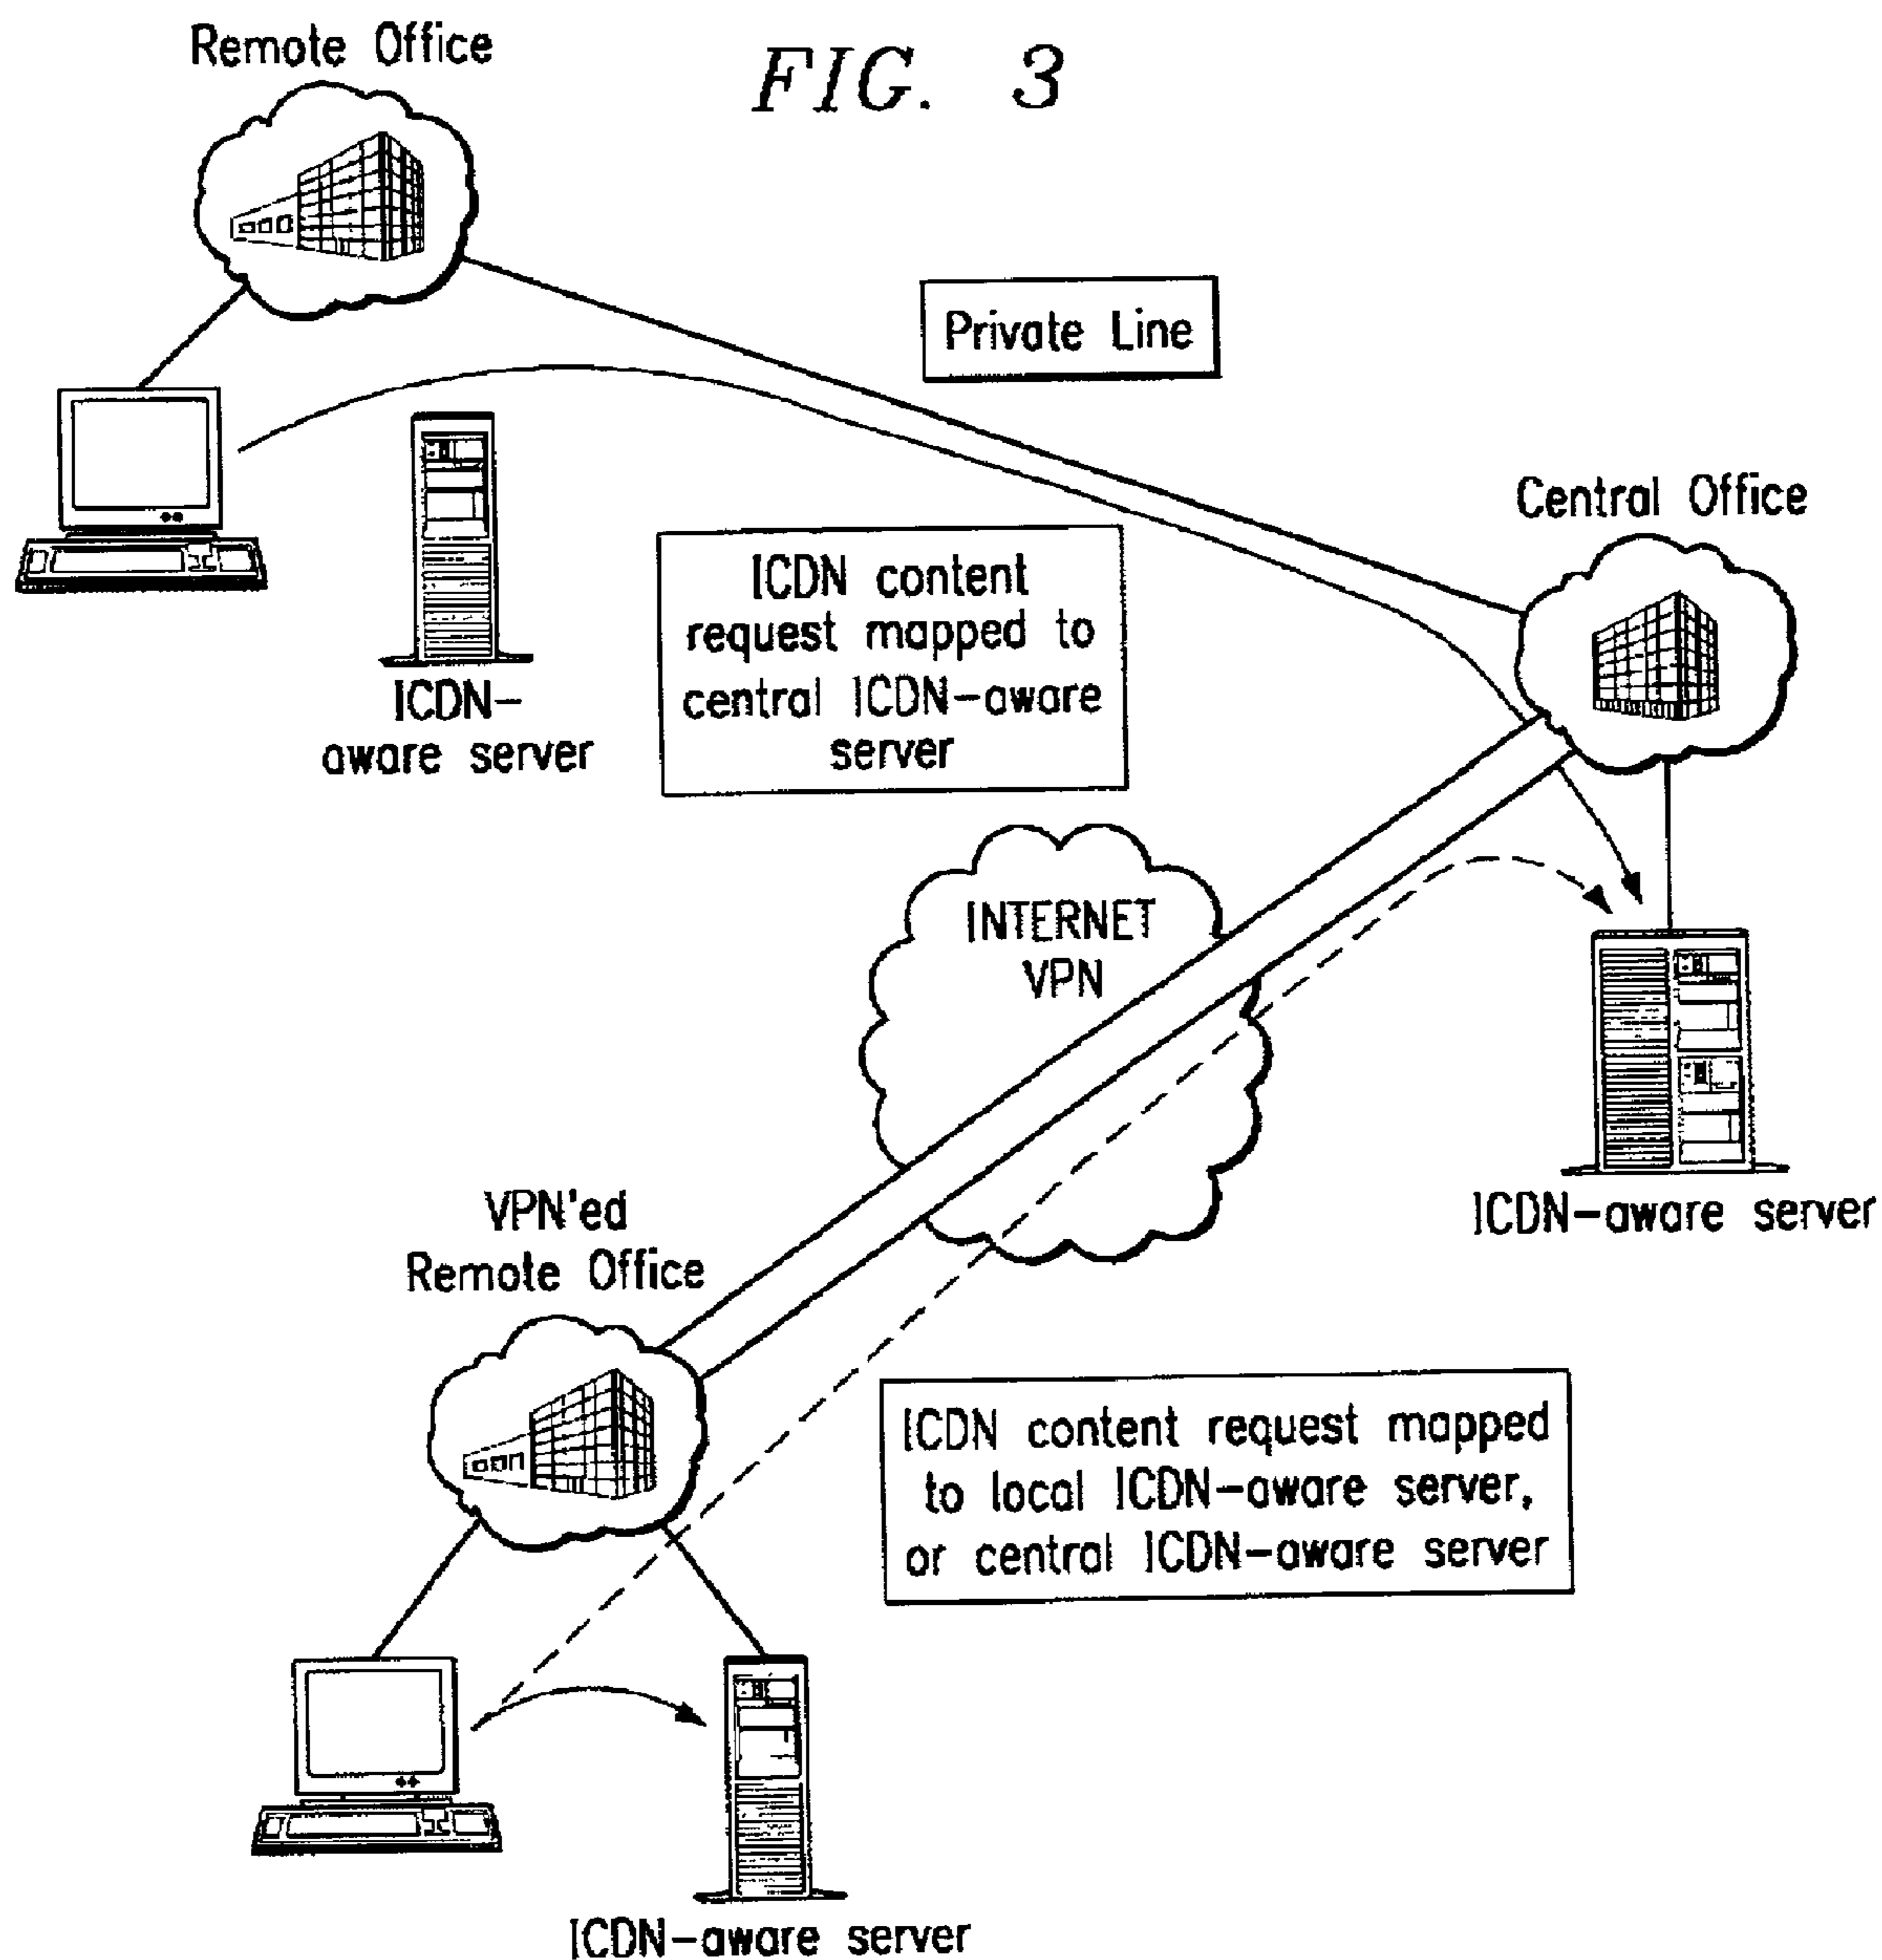 Remote Office
FIG. 3
Private Line
Central Office
ICDN content
request mapped to
central ICDN-aware
server
ICDN-
aware server
INTERNET
VPN
ICDN-aware server
VPN'ed
Remote Office
ICDN content request mapped
to local ICDN-aware server,
or central ICDN-aware server
ICDN-aware server